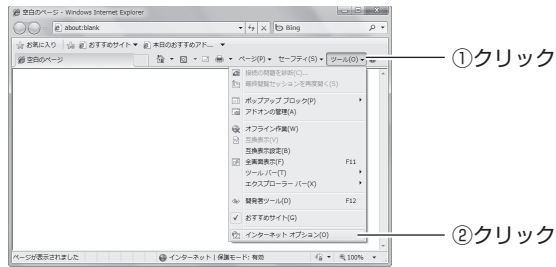 空白のページ - Windows Internet Explorer
about:blank
Bing
お気に入り おすすめサイト ▼ 本日のおすすめアド... ▼
空白のページ
ページ(P) ▼ セーフティ(S) ▼ ツール(O) ▼
①クリック
接続の問題を診断(C)...
最終閲覧セッションを再度開く(S)
ポップアップ ブロック(P)
アドオンの管理(A)
オフライン作業(W)
互換表示(V)
互換表示設定(B)
全画面表示(F) F11
ツール バー(T)
エクスプローラー バー(X)
開発者ツール(D) F12
✓ おすすめサイト(G)
インターネット オプション(O)
②クリック
ページが表示されました
インターネット | 保護モード: 有効
100%